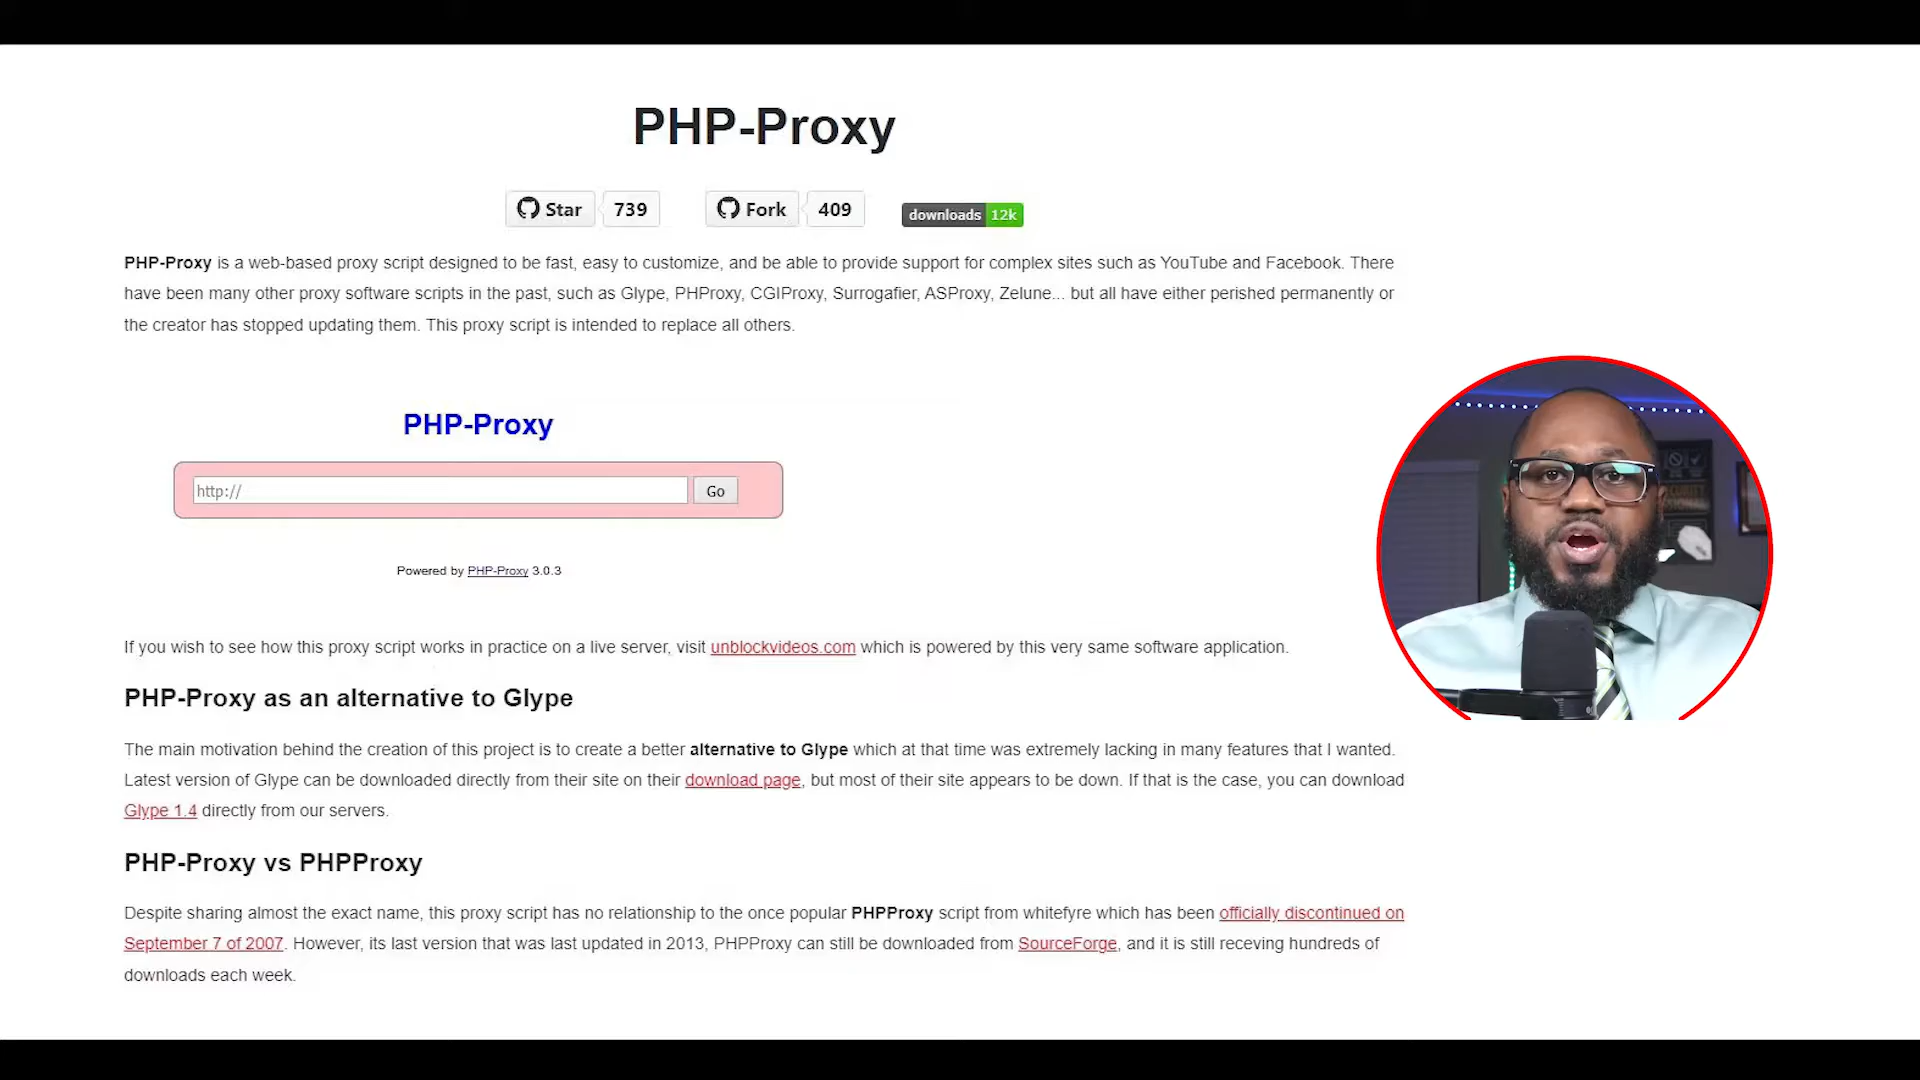 PHP-Proxy
Star 739 Fork 409 downloads 12k
PHP-Proxy is a web-based proxy script designed to be fast, easy to customize, and be able to provide support for complex sites such as YouTube and Facebook. There
have been many other proxy software scripts in the past, such as Glype, PHProxy, CGIProxy, Surrogafier, ASProxy, Zelune... but all have either perished permanently or
the creator has stopped updating them. This proxy script is intended to replace all others.
PHP-Proxy
http:// Go
Powered by PHP-Proxy 3.0.3
If you wish to see how this proxy script works in practice on a live server, visit unblockvideos.com which is powered by this very same software application.
PHP-Proxy as an alternative to Glype
The main motivation behind the creation of this project is to create a better alternative to Glype which at that time was extremely lacking in many features that I wanted.
Latest version of Glype can be downloaded directly from their site on their download page, but most of their site appears to be down. If that is the case, you can download
Glype 1.4 directly from our servers.
PHP-Proxy vs PHPProxy
Despite sharing almost the exact name, this proxy script has no relationship to the once popular PHPProxy script from whitefyre which has been officially discontinued on
September 7 of 2007. However, its last version that was last updated in 2013, PHPProxy can still be downloaded from SourceForge, and it is still receving hundreds of
downloads each week.